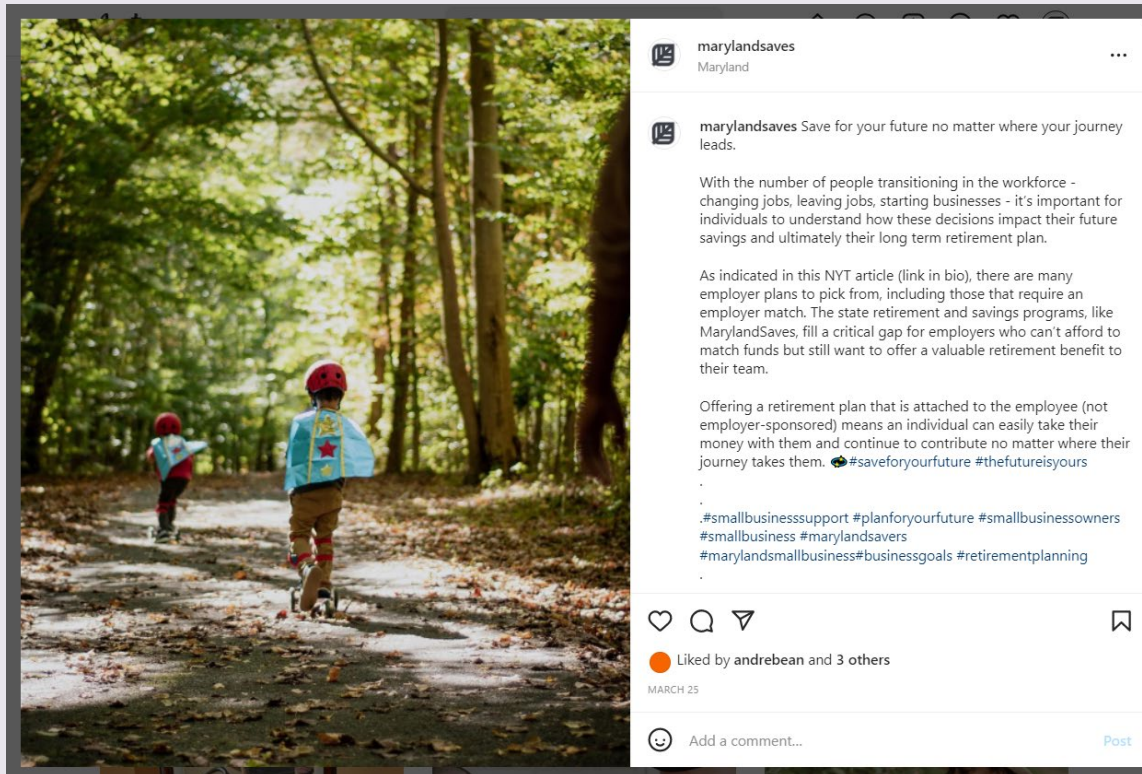 marylandsaves
Maryland
marylandsaves Save for your future no matter where your journey
leads.
With the number of people transitioning in the workforce -
changing jobs, leaving jobs, starting businesses - it's important for
individuals to understand how these decisions impact their future
savings and ultimately their long term retirement plan.
As indicated in this NYT article (link in bio), there are many
employer plans to pick from, including those that require an
employer match. The state retirement and savings programs, like
MarylandSaves, fill a critical gap for employers who can't afford to
match funds but still want to offer a valuable retirement benefit to
their team.
Offering a retirement plan that is attached to the employee (not
employer-sponsored) means an individual can easily take their
money with them and continue to contribute no matter where their
journey takes them. #saveforyourfuture #thefutureisyours
.
.
.#smallbusinesssupport #planforyourfuture #smallbusinessowners
#smallbusiness #marylandsavers
#marylandsmallbusiness#businessgoals #retirementplanning
.
Liked by andrebean and 3 others
MARCH 25
Add a comment...
Post